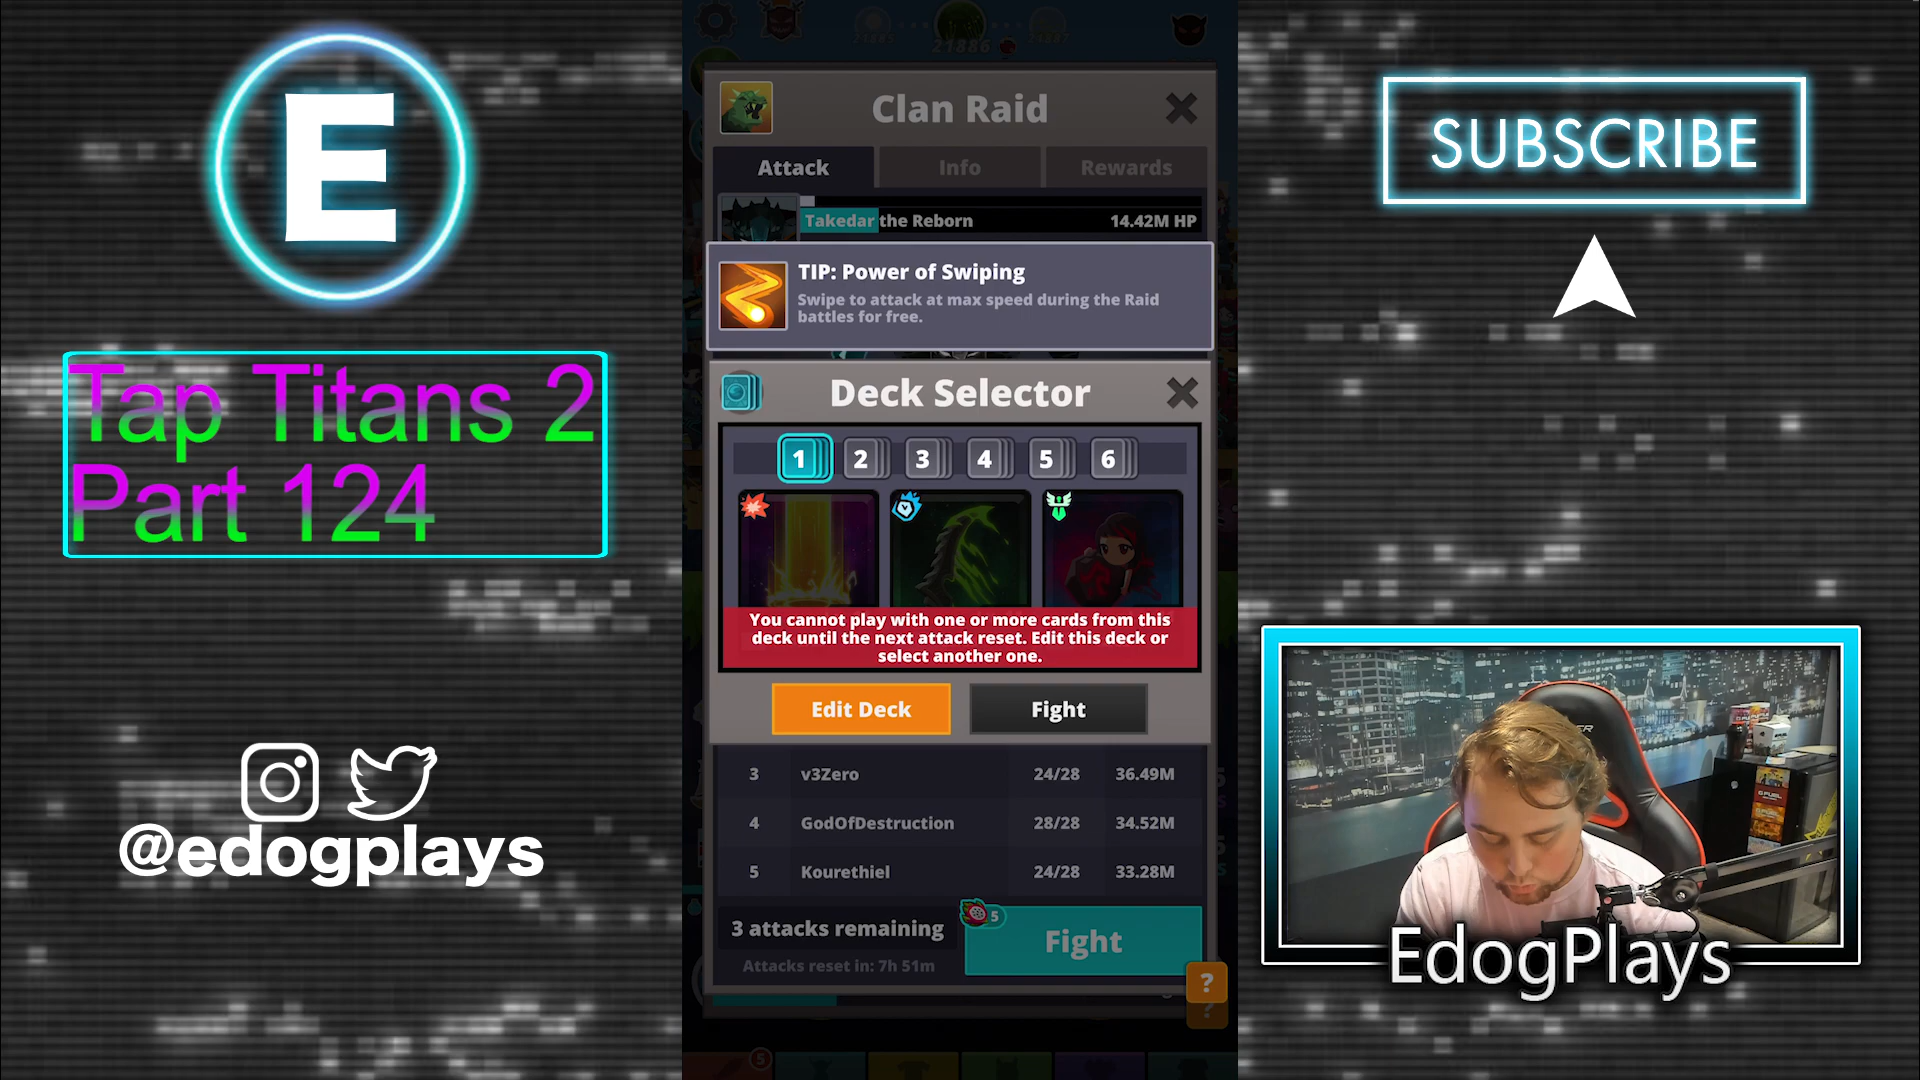 E
Tap Titans 2
Part 124
@edogplays
21886
Clan Raid
Attack
Info
Rewards
Takedar the Reborn
14.42M HP
TIP: Power of Swiping
Swipe to attack at max speed during the Raid
battles for free.
Deck Selector
1
2
3
4
5
6
You cannot play with one or more cards from this
deck until the next attack reset. Edit this deck or
select another one.
Edit Deck
Fight
3 v3Zero 24/28 36.49M
4 GodOfDestruction 28/28 34.52M
5 Kourethiel 24/28 33.28M
3 attacks remaining
Attacks reset in: 7h 51m
5
Fight
?
?
5
SUBSCRIBE
EdogPlays